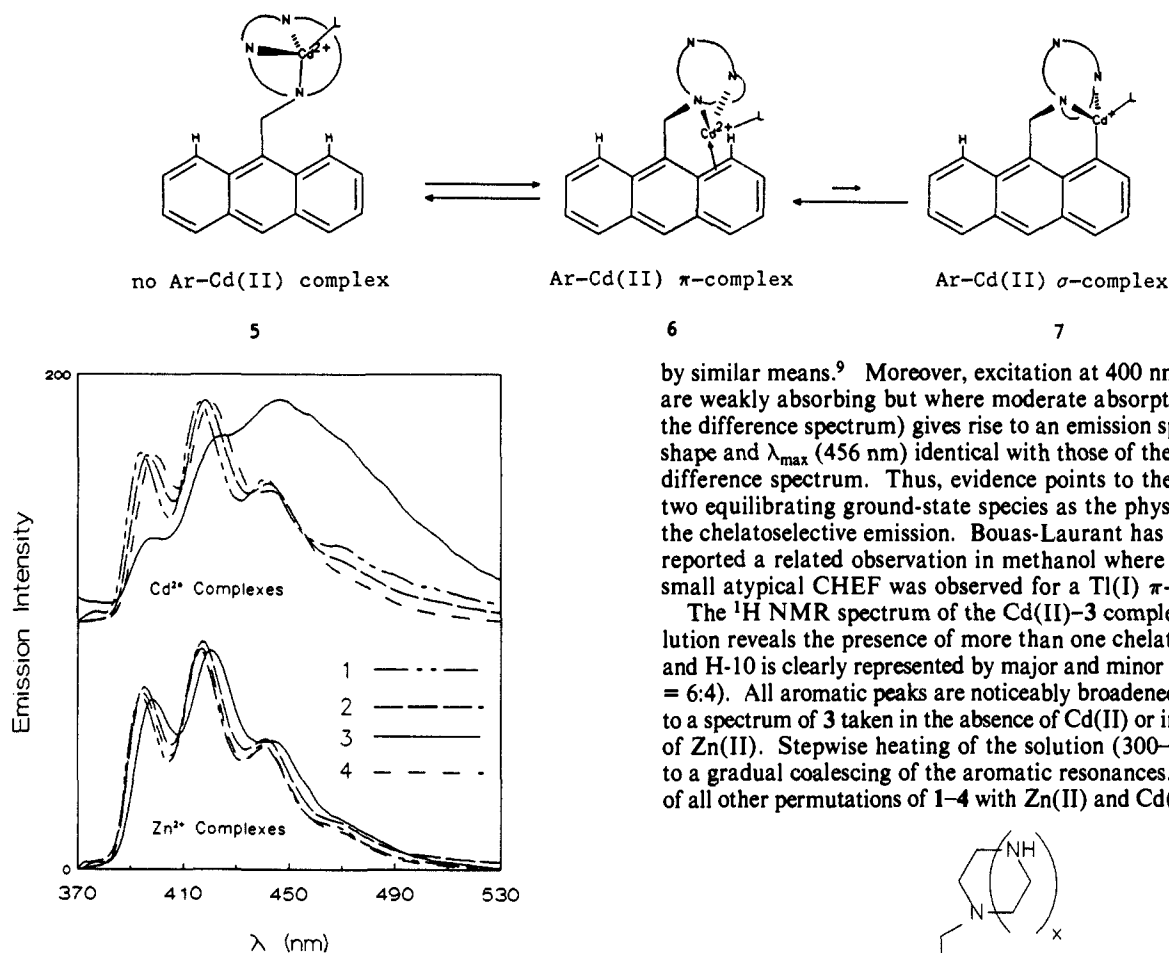 N N N Cd2+ L
H H
N N N Cd2+ L
H H
N N N Cd+ L
H
no Ar-Cd(II) complex
Ar-Cd(II) π-complex
Ar-Cd(II) σ-complex
5
6
7
200
Emission Intensity
Cd2+ Complexes
1
2
3
4
Zn2+ Complexes
0
370 410 450 490 530
λ (nm)
by similar means.9 Moreover, excitation at 400 nm
are weakly absorbing but where moderate absorpt
the difference spectrum) gives rise to an emission sp
shape and λmax (456 nm) identical with those of the
difference spectrum. Thus, evidence points to the
two equilibrating ground-state species as the phys
the chelatoselective emission. Bouas-Laurant has
reported a related observation in methanol where
small atypical CHEF was observed for a Tl(I) π-
The 1H NMR spectrum of the Cd(II)-3 comple
lution reveals the presence of more than one chelat
and H-10 is clearly represented by major and minor
= 6:4). All aromatic peaks are noticeably broadened
to a spectrum of 3 taken in the absence of Cd(II) or in
of Zn(II). Stepwise heating of the solution (300–
to a gradual coalescing of the aromatic resonances.
of all other permutations of 1–4 with Zn(II) and Cd(
NH
N
x